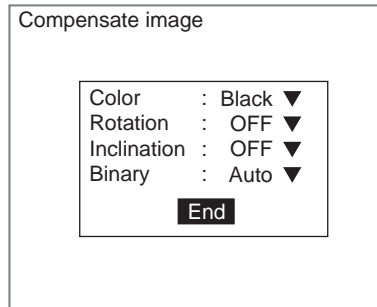 Compensate image
Color : Black ▼
Rotation : OFF ▼
Inclination : OFF ▼
Binary : Auto ▼
End